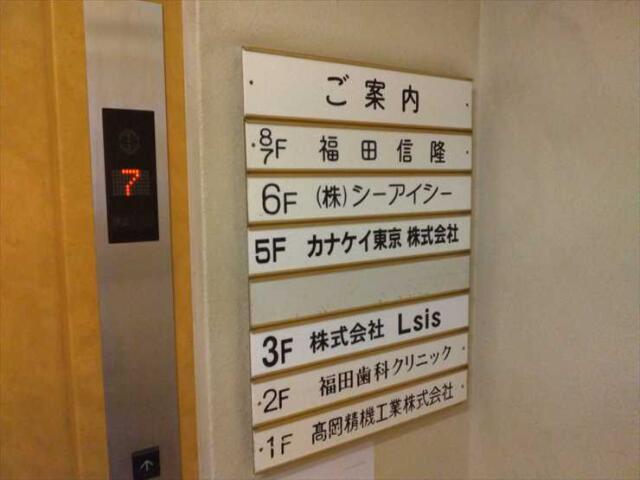 7
ご案内
8/7F 福田信隆
6F (株)シーアイシー
5F カナケイ東京 株式会社
3F 株式会社 Lsis
2F 福田歯科クリニック
1F 髙岡精機工業株式会社